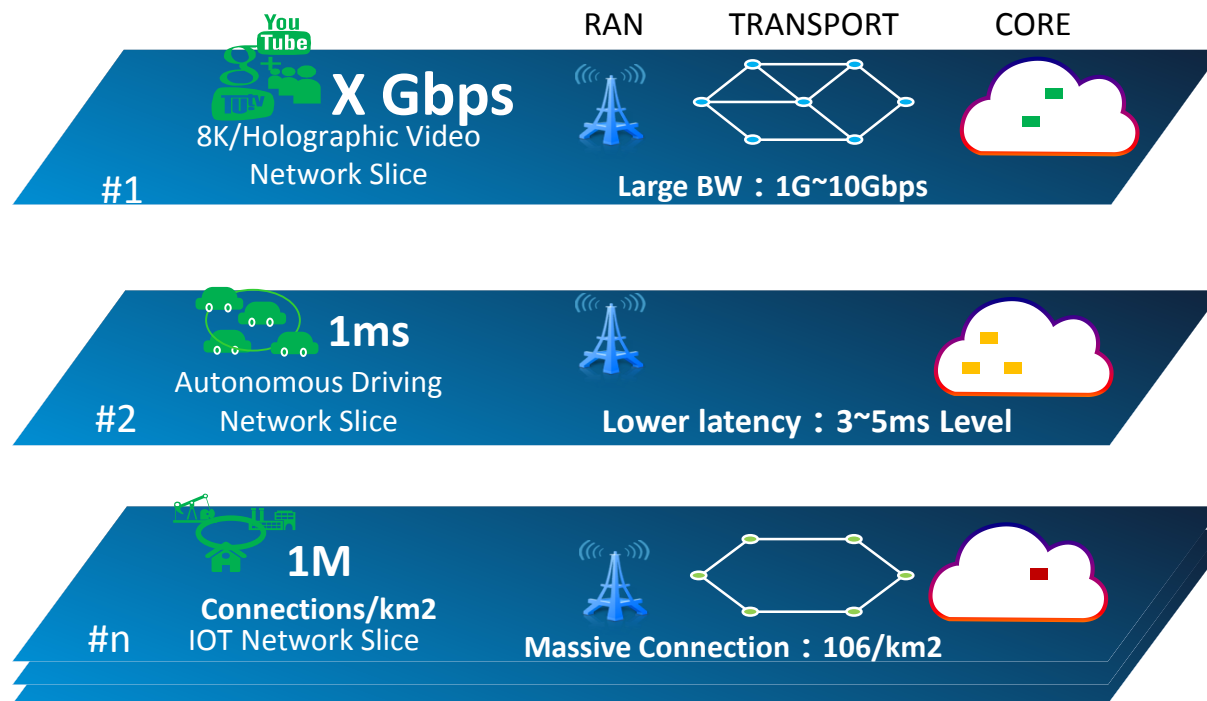 RAN TRANSPORT CORE
You
Tube
g+
TUTV
X Gbps
8K/Holographic Video
Network Slice
#1
Large BW：1G~10Gbps
1ms
Autonomous Driving
Network Slice
#2
Lower latency：3~5ms Level
1M
Connections/km2
IOT Network Slice
#n
Massive Connection：106/km2